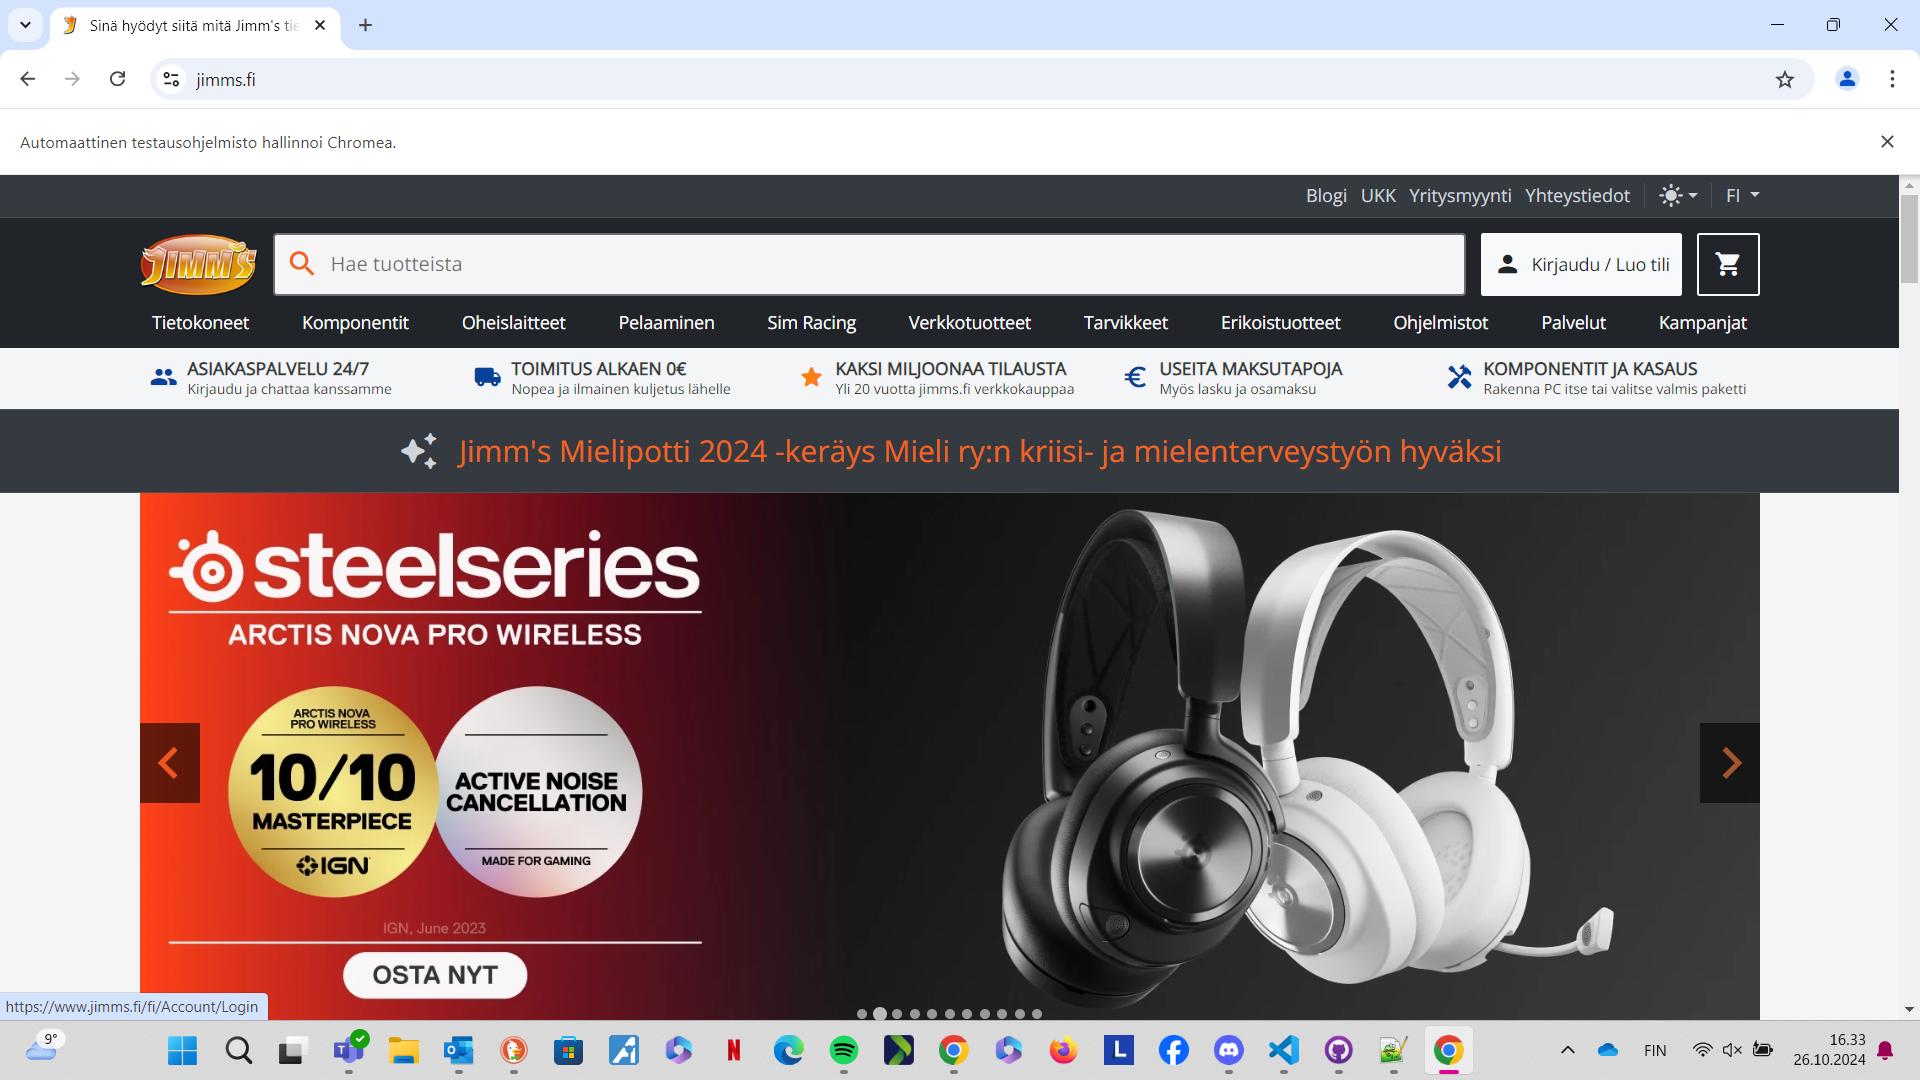 Sinä hyödyt siitä mitä Jimm's tie
jimms.fi
Automaattinen testausohjelmisto hallinnoi Chromea.
Blogi UKK Yritysmyynti Yhteystiedot FI
JIMM'S
Hae tuotteista
Kirjaudu / Luo tili
Tietokoneet Komponentit Oheislaitteet Pelaaminen Sim Racing Verkkotuotteet Tarvikkeet Erikoistuotteet Ohjelmistot Palvelut Kampanjat
ASIAKASPALVELU 24/7
Kirjaudu ja chattaa kanssamme
TOIMITUS ALKAEN 0€
Nopea ja ilmainen kuljetus lähelle
KAKSI MILJOONAA TILAUSTA
Yli 20 vuotta jimms.fi verkkokauppaa
USEITA MAKSUTAPOJA
Myös lasku ja osamaksu
KOMPONENTIT JA KASAUS
Rakenna PC itse tai valitse valmis paketti
Jimm's Mielipotti 2024 -keräys Mieli ry:n kriisi- ja mielenterveystyön hyväksi
steelseries
ARCTIS NOVA PRO WIRELESS
ARCTIS NOVA
PRO WIRELESS
10/10
MASTERPIECE
IGN
ACTIVE NOISE
CANCELLATION
MADE FOR GAMING
IGN, June 2023
OSTA NYT
https://www.jimms.fi/fi/Account/Login
9°
FIN
16.33
26.10.2024